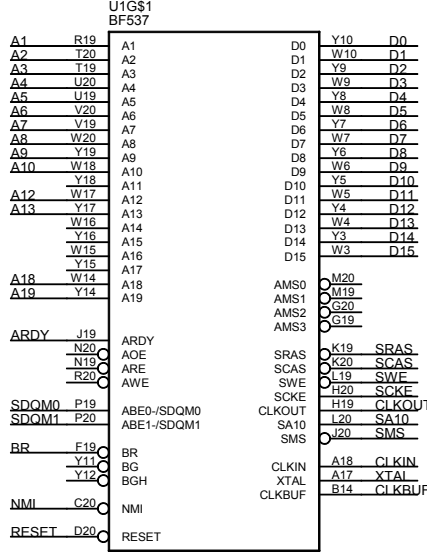 U1G$1
BF537
A1 R19 A1 D0 Y10 D0
A2 T20 A2 D1 W10 D1
A3 T19 A3 D2 Y9 D2
A4 U20 A4 D3 W9 D3
A5 U19 A5 D4 Y8 D4
A6 V20 A6 D5 W8 D5
A7 V19 A7 D6 Y7 D6
A8 W20 A8 D7 W7 D7
A9 Y19 A9 D8 Y6 D8
A10 W18 A10 D9 W6 D9
Y18 A11 D10 Y5 D10
A12 W17 A12 D11 W5 D11
A13 Y17 A13 D12 Y4 D12
W16 A14 D13 W4 D13
Y16 A15 D14 Y3 D14
W15 A16 D15 W3 D15
Y15 A17
A18 W14 A18 AMS0 M20
A19 Y14 A19 AMS1 M19
AMS2 G20
AMS3 G19
ARDY J19 ARDY
N20 AOE SRAS K19 SRAS
N19 ARE SCAS K20 SCAS
R20 AWE SWE L19 SWE
SCKE H20 SCKE
SDQM0 P19 ABE0-/SDQM0 CLKOUT H19 CLKOUT
SDQM1 P20 ABE1-/SDQM1 SA10 L20 SA10
SMS J20 SMS
BR F19 BR
Y11 BG CLKIN A18 CLKIN
Y12 BGH XTAL A17 XTAL
CLKBUF B14 CLKBUF
NMI C20 NMI
RESET D20 RESET